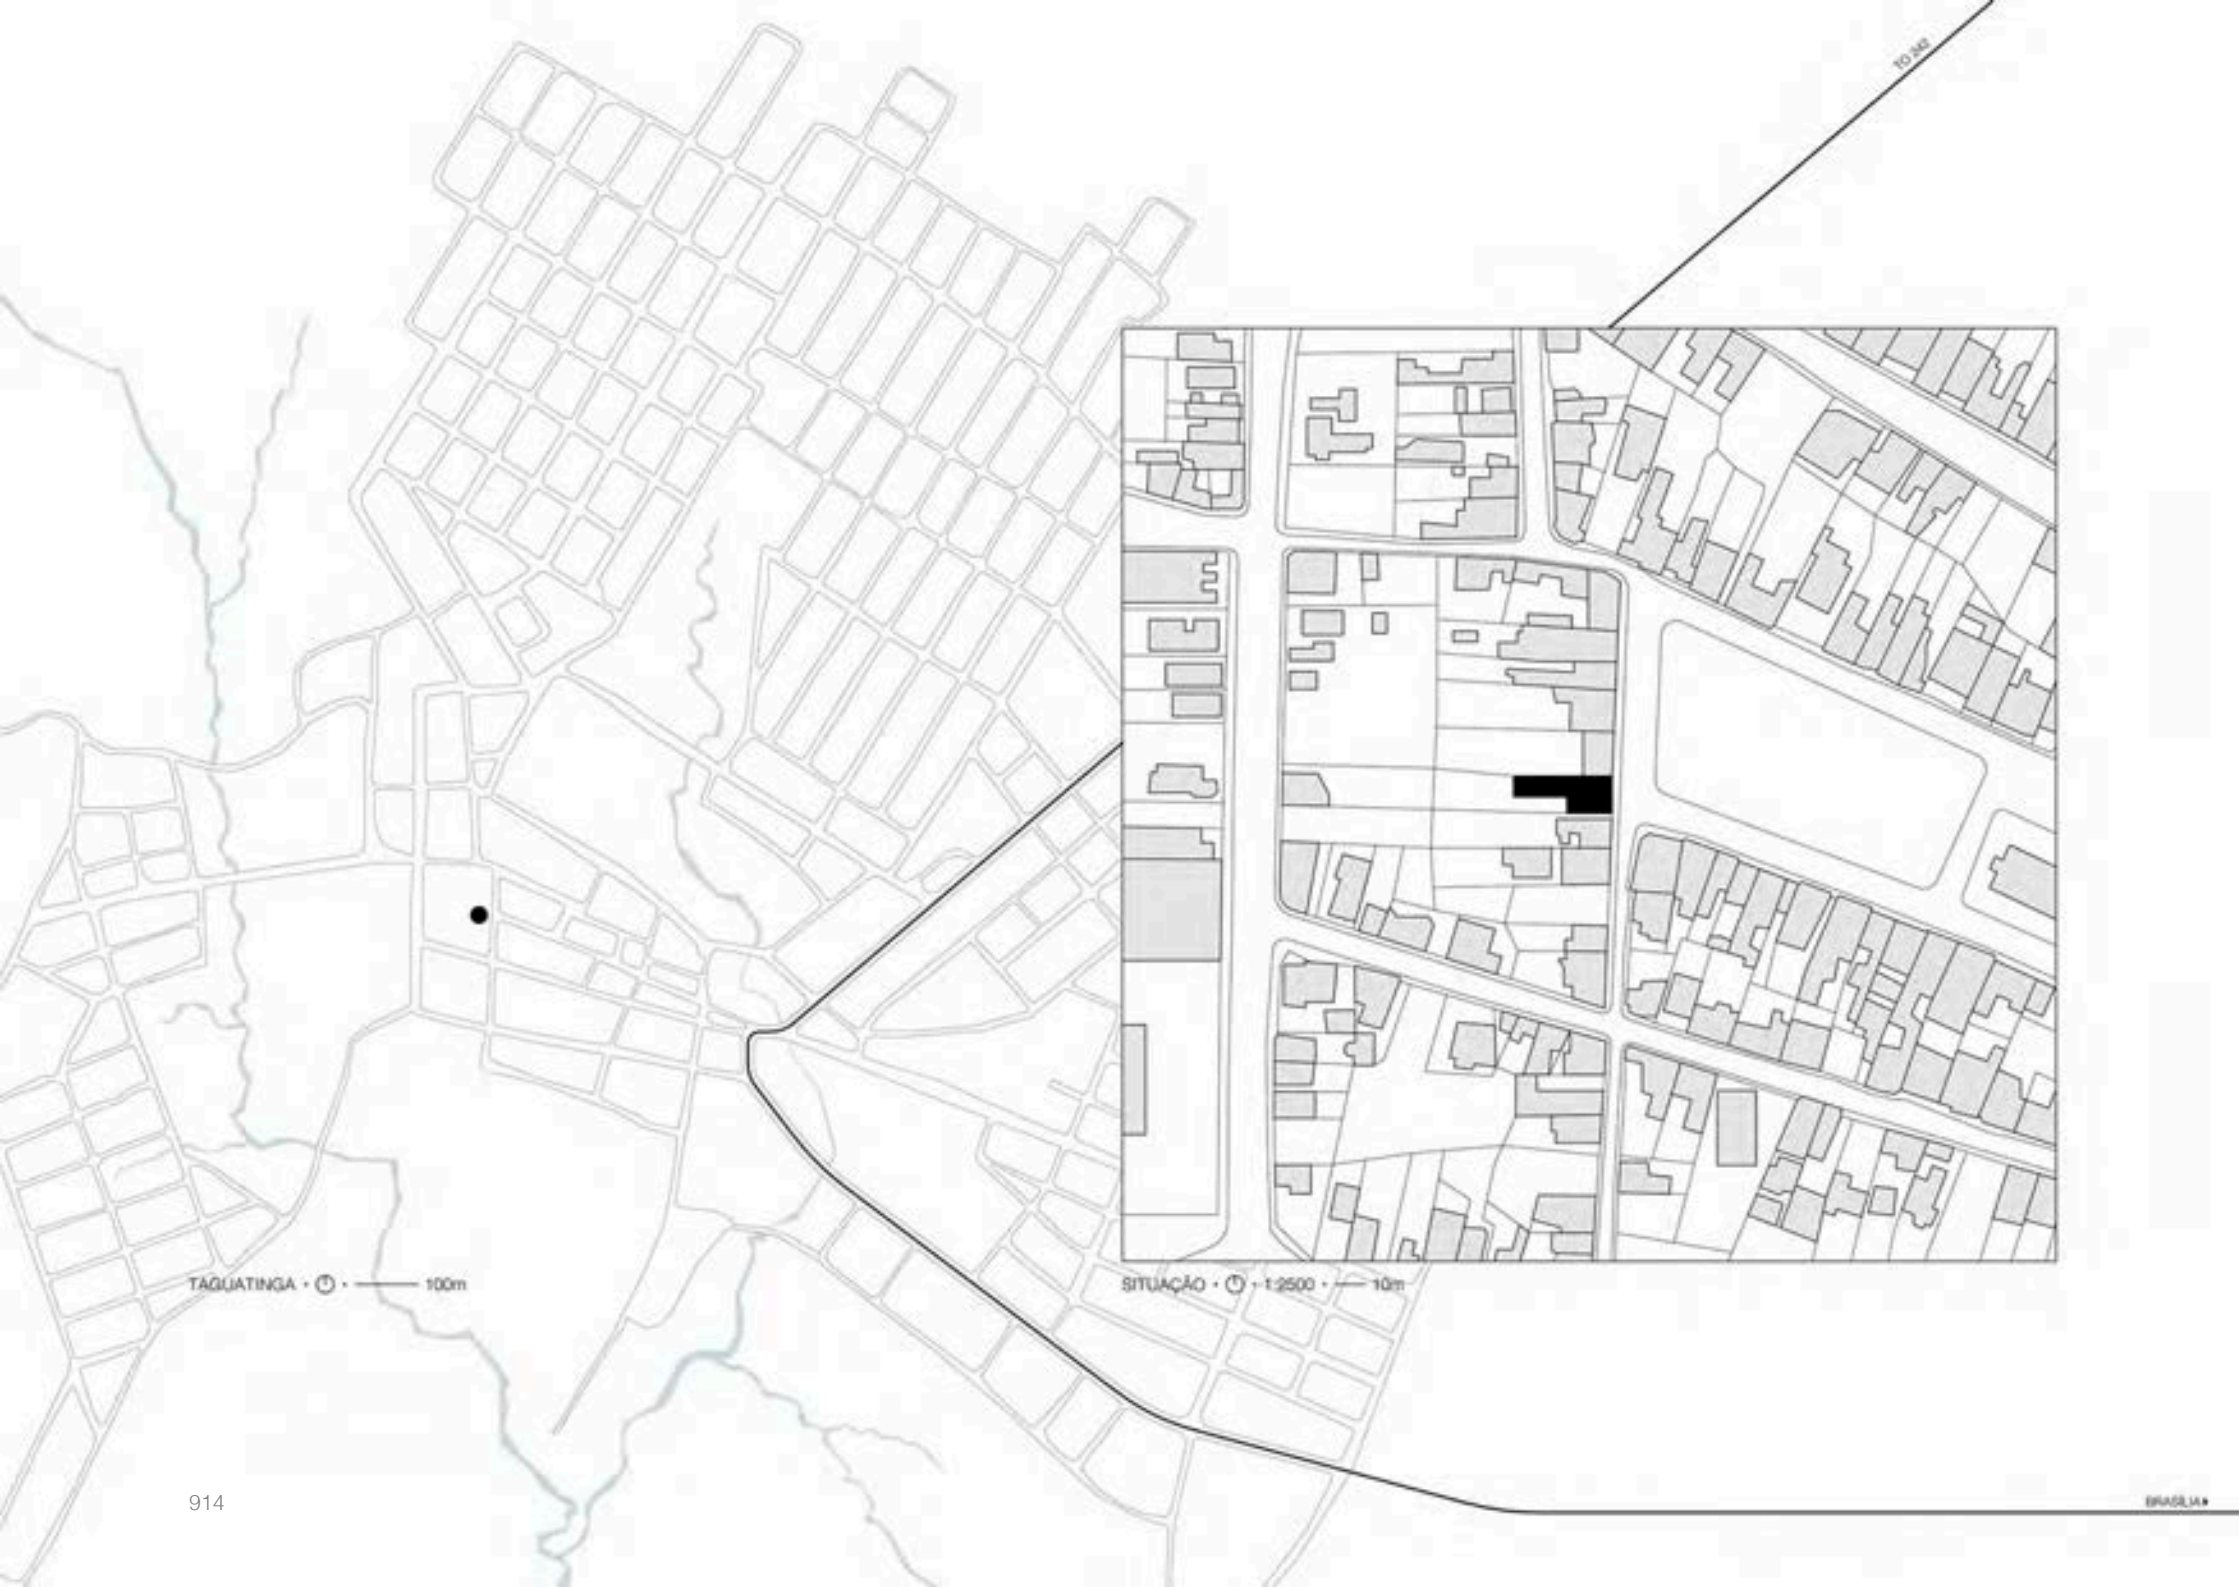 TO 242
TAGUATINGA · 100m
SITUAÇÃO · 1:2500 · 10m
914
BRASÍLIA